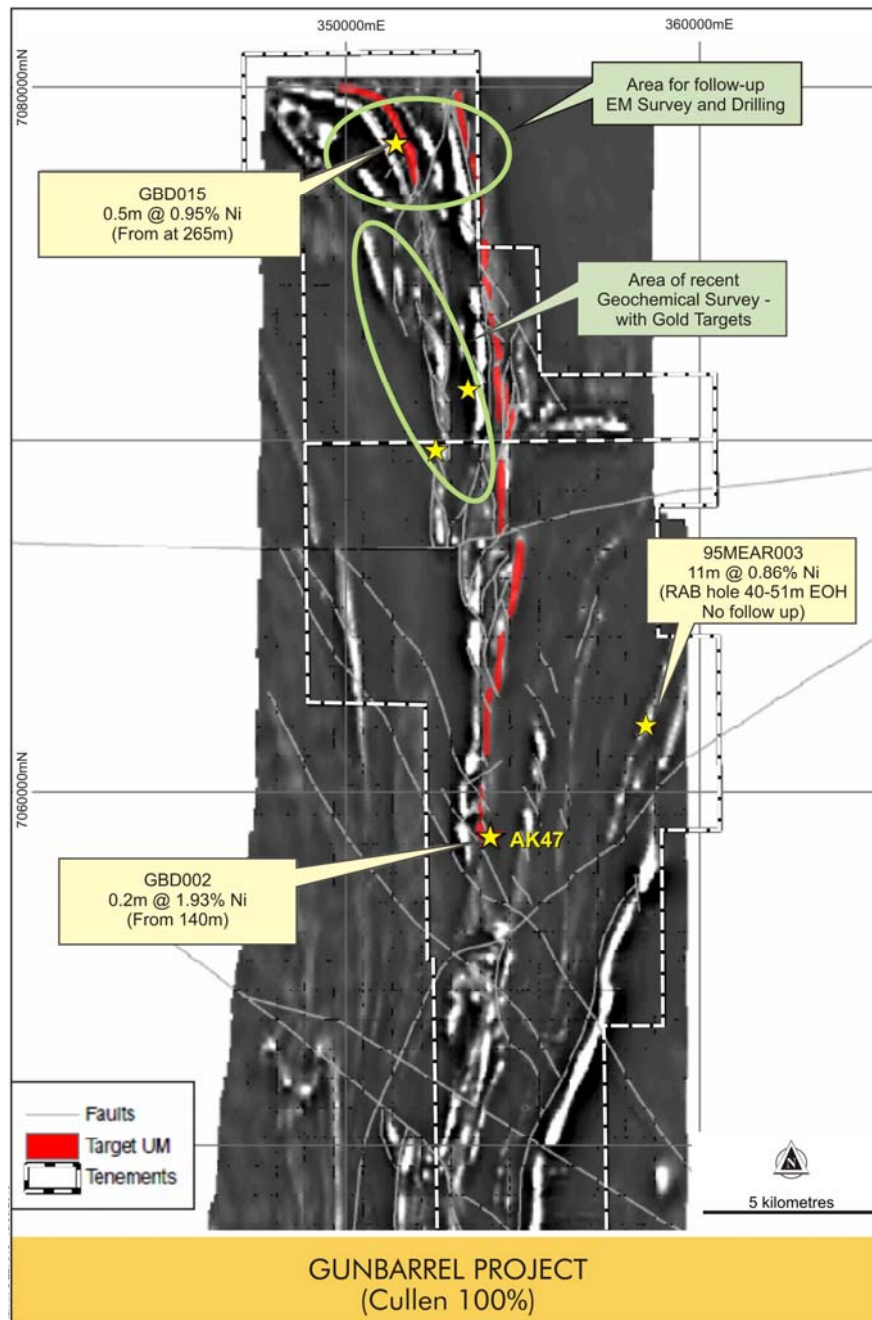 350000mE
360000mE
7080000mN
Area for follow-up
EM Survey and Drilling
GBD015
0.5m @ 0.95% Ni
(From at 265m)
Area of recent
Geochemical Survey -
with Gold Targets
95MEAR003
11m @ 0.86% Ni
(RAB hole 40-51m EOH
No follow up)
7060000mN
AK47
GBD002
0.2m @ 1.93% Ni
(From 140m)
Faults
Target UM
Tenements
N
5 kilometres
GUNBARREL PROJECT
(Cullen 100%)